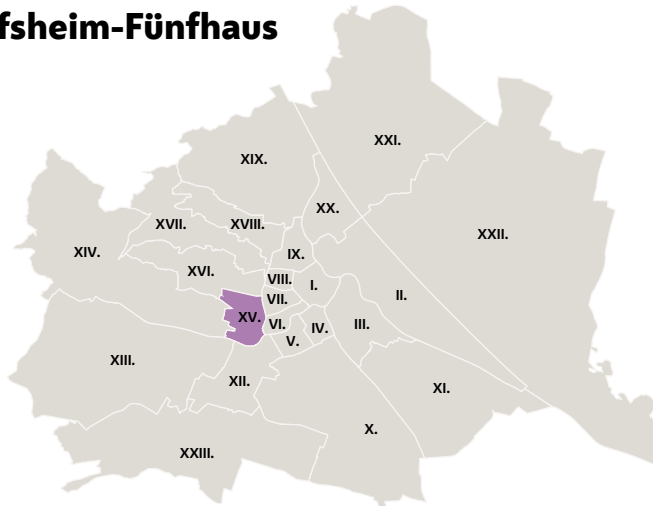 fsheim-Fünfhaus
XXI.
XIX.
XX.
XVII.
XVIII.
XXII.
XIV.
IX.
XVI.
VIII.
I.
II.
VII.
XV.
VI.
IV.
III.
V.
XIII.
XII.
XI.
X.
XXIII.